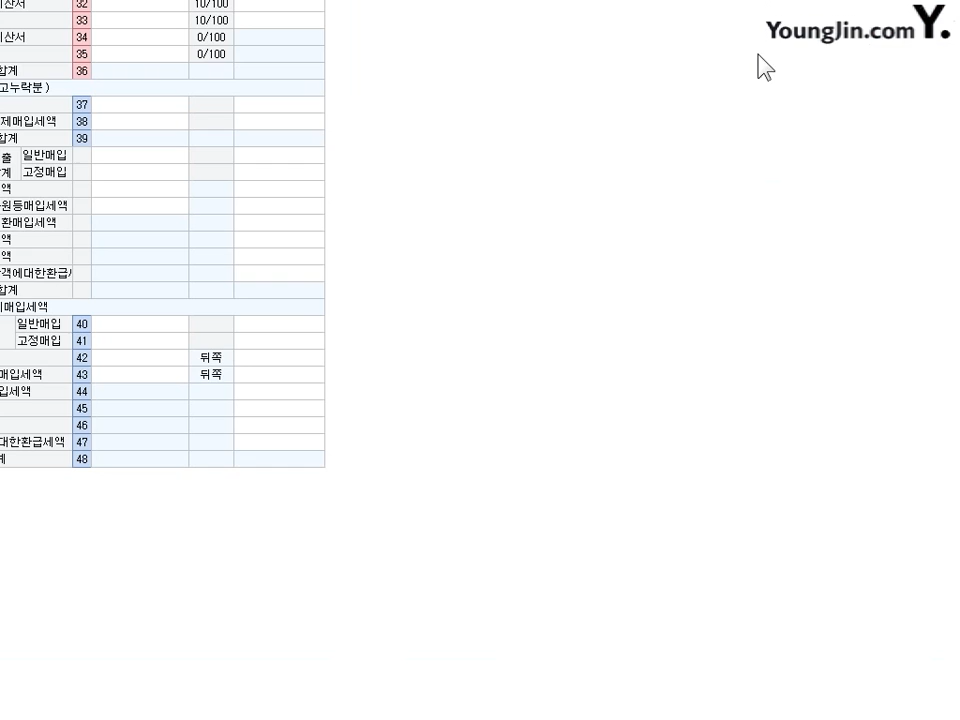 YoungJin.com Y.
32 10/100
33 10/100
34 0/100
35 0/100
합계 36
고누락분 )
37
제매입세액 38
합계 39
출 일반매입
계 고정매입
액
원등매입세액
환매입세액
액
액
객에대한환급
합계
매입세액
일반매입 40
고정매입 41
42 뒤쪽
매입세액 43 뒤쪽
입세액 44
45
46
대한환급세액 47
계 48